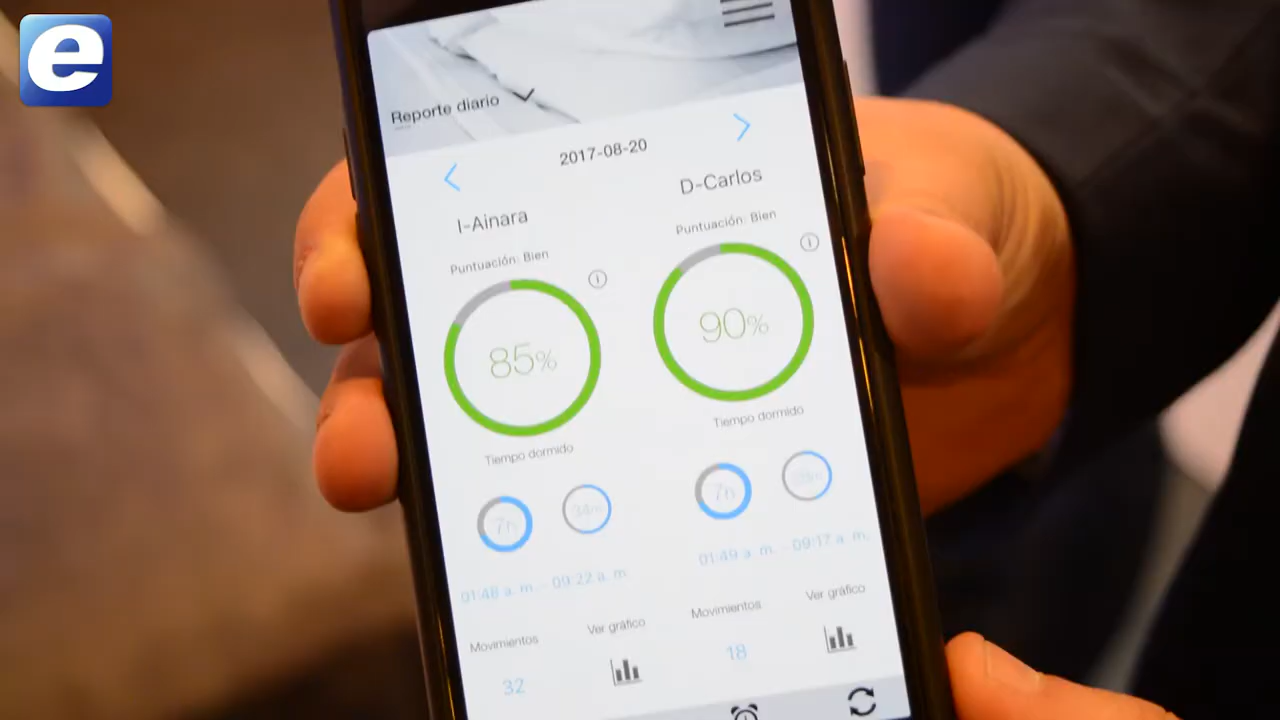 e
Reporte diario
2017-08-20
I-Ainara
Puntuación: Bien
85%
Tiempo dormido
7h 34m
01:48 a. m. - 09:22 a. m.
Movimientos
32
Ver gráfico
D-Carlos
Puntuación: Bien
90%
Tiempo dormido
7h
01:49 a. m. - 09:17 a. m.
Movimientos
18
Ver gráfico